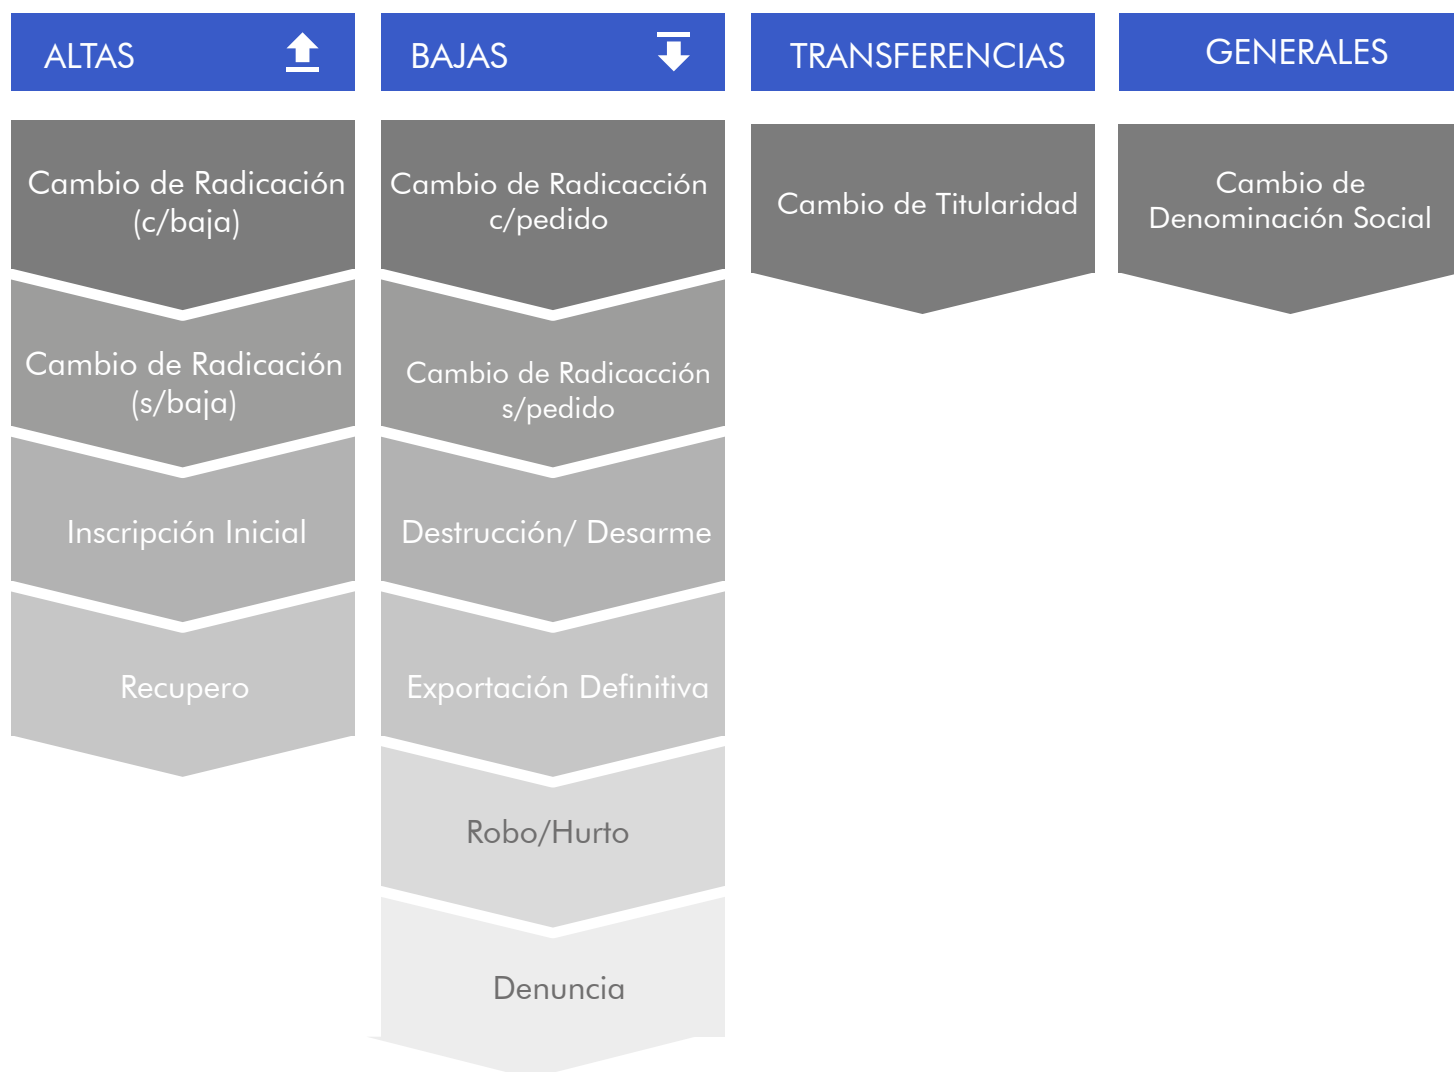 ALTAS
Cambio de Radicación
(c/baja)
Cambio de Radicación
(s/baja)
Inscripción Inicial
Recupero
BAJAS
Cambio de Radicacción
c/pedido
Cambio de Radicacción
s/pedido
Destrucción/ Desarme
Exportación Definitiva
Robo/Hurto
Denuncia
TRANSFERENCIAS
Cambio de Titularidad
GENERALES
Cambio de
Denominación Social